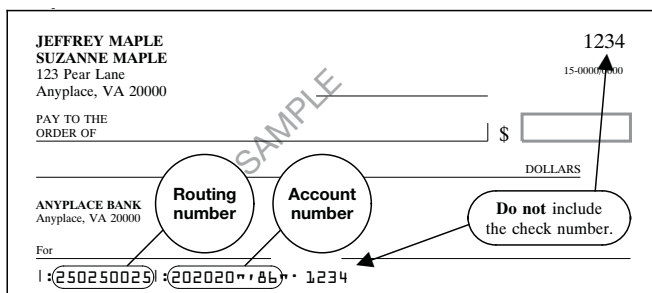 JEFFREY MAPLE
SUZANNE MAPLE
123 Pear Lane
Anyplace, VA 20000
1234
15-0000/0000
SAMPLE
PAY TO THE
ORDER OF
$
DOLLARS
ANYPLACE BANK
Anyplace, VA 20000
Routing
number
Account
number
Do not include
the check number.
For
|:250250025|:202020"'86"' 1234